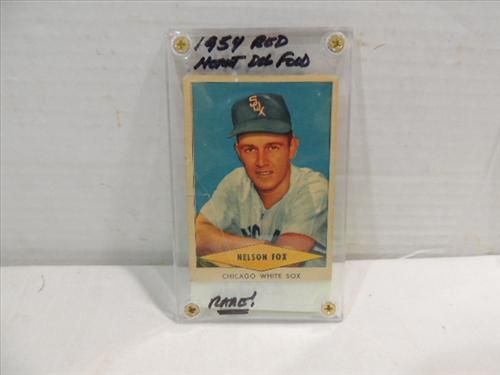 1954 RED
HEART DOG FOOD
SOX
NELSON FOX
CHICAGO WHITE SOX
RARE!